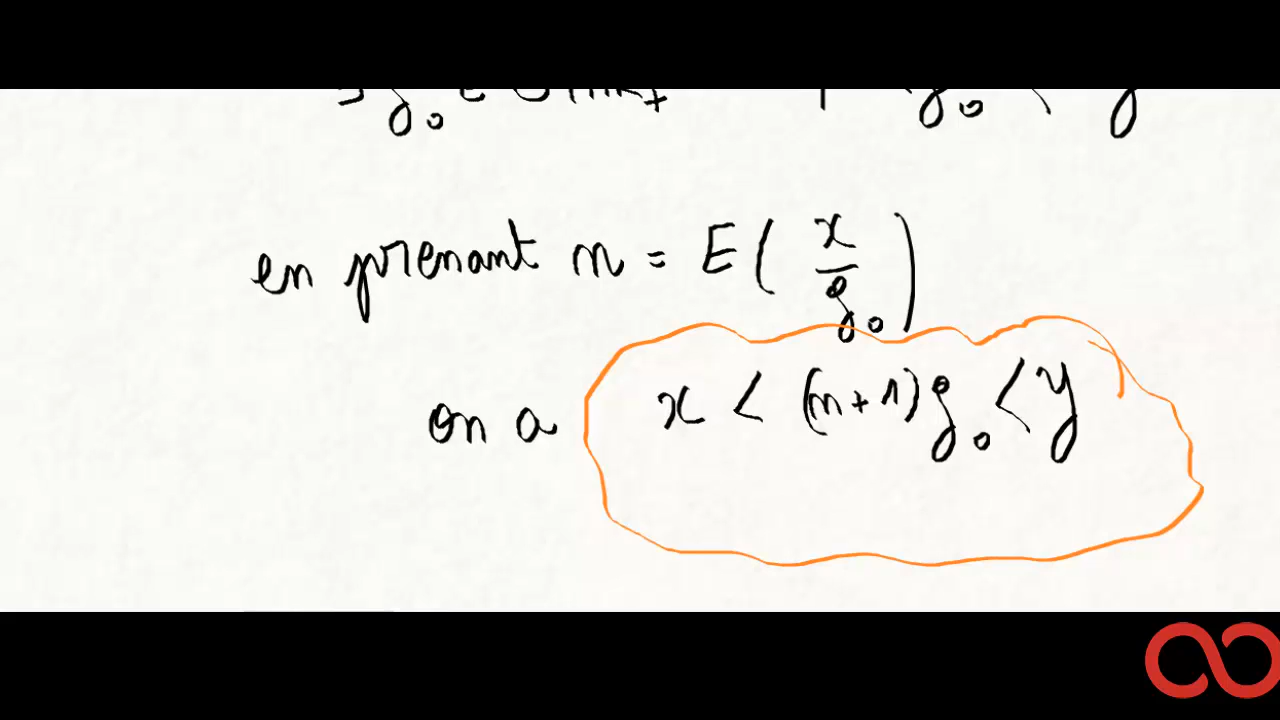 en prenant n = E(x/g₀)
on a x < (n+1)g₀ < y